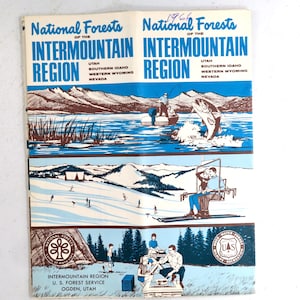 1966
National Forests
OF THE
INTERMOUNTAIN
REGION
UTAH
SOUTHERN IDAHO
WESTERN WYOMING
NEVADA
National Forests
OF THE
INTERMOUNTAIN
REGION
UTAH
SOUTHERN IDAHO
WESTERN WYOMING
NEVADA
INTERMOUNTAIN REGION
U. S. FOREST SERVICE
OGDEN, UTAH
U S